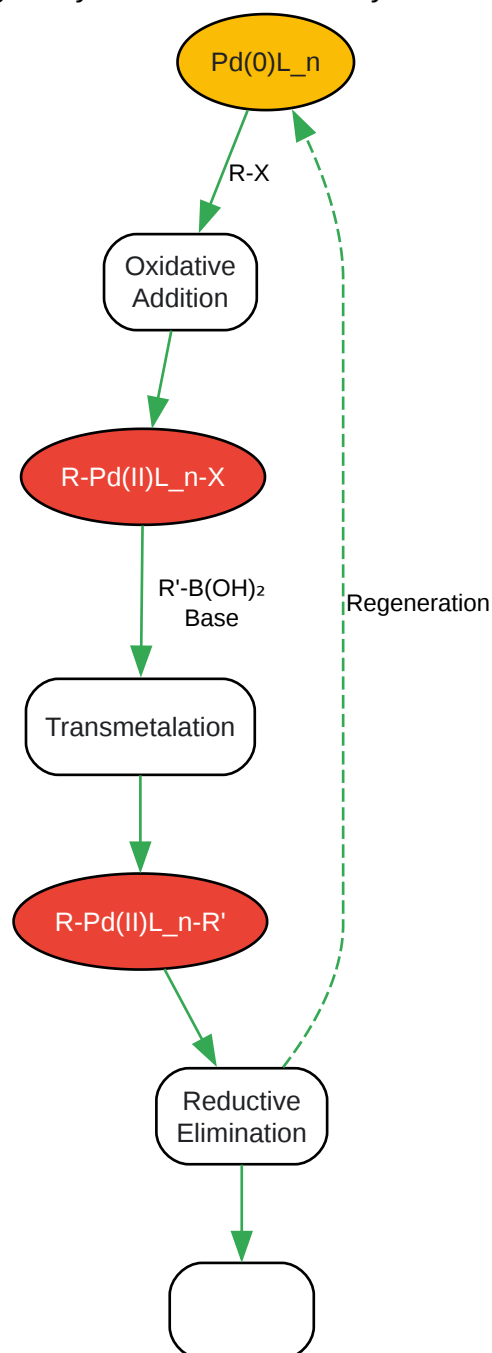 Pd(0)L_n
R-X
Oxidative
Addition
R-Pd(II)L_n-X
R'-B(OH)₂
Base
Regeneration
Transmetalation
R-Pd(II)L_n-R'
Reductive
Elimination